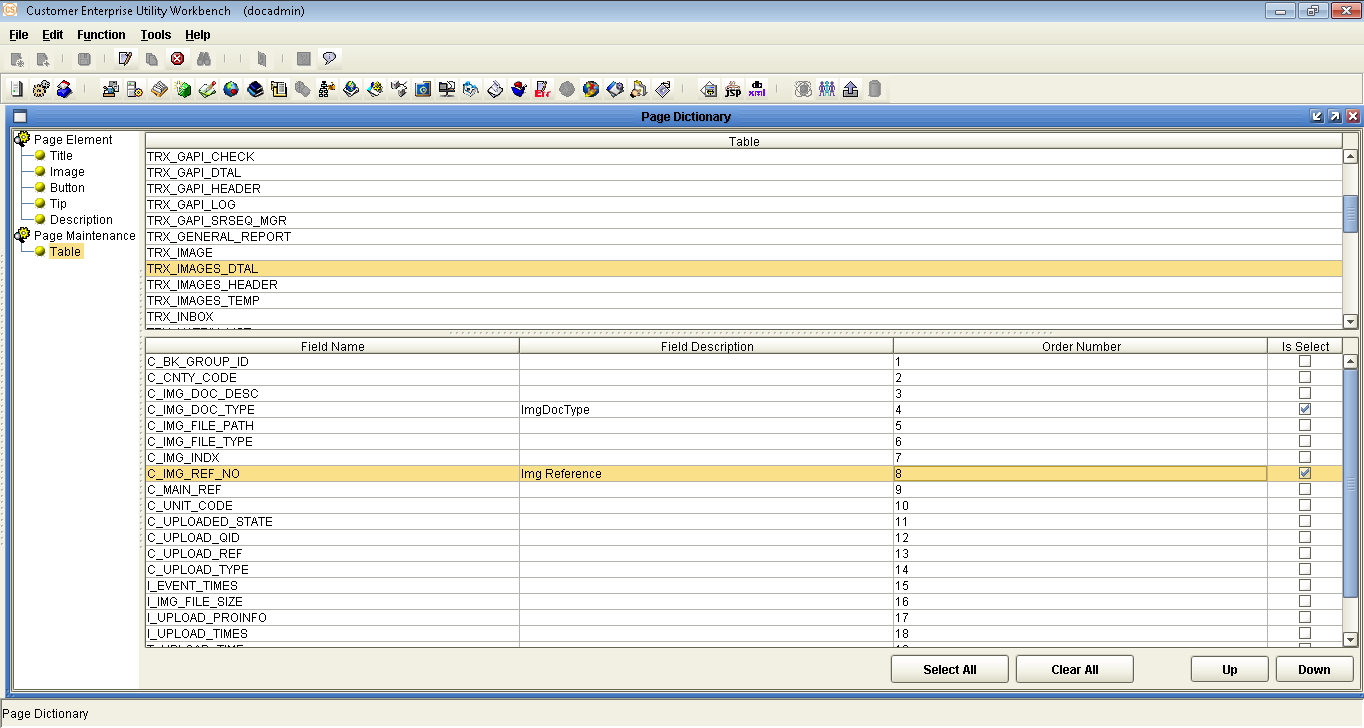 Customer Enterprise Utility Workbench (docadmin)
File Edit Function Tools Help
jsp xml
Page Dictionary
Page Element
Title
Image
Button
Tip
Description
Page Maintenance
Table
Table
TRX_GAPI_CHECK
TRX_GAPI_DTAL
TRX_GAPI_HEADER
TRX_GAPI_LOG
TRX_GAPI_SRSEQ_MGR
TRX_GENERAL_REPORT
TRX_IMAGE
TRX_IMAGES_DTAL
TRX_IMAGES_HEADER
TRX_IMAGES_TEMP
TRX_INBOX
Field Name Field Description Order Number Is Select
C_BK_GROUP_ID 1
C_CNTY_CODE 2
C_IMG_DOC_DESC 3
C_IMG_DOC_TYPE ImgDocType 4
C_IMG_FILE_PATH 5
C_IMG_FILE_TYPE 6
C_IMG_INDX 7
C_IMG_REF_NO Img Reference 8
C_MAIN_REF 9
C_UNIT_CODE 10
C_UPLOADED_STATE 11
C_UPLOAD_QID 12
C_UPLOAD_REF 13
C_UPLOAD_TYPE 14
I_EVENT_TIMES 15
I_IMG_FILE_SIZE 16
I_UPLOAD_PROINFO 17
I_UPLOAD_TIMES 18
Select All Clear All Up Down
Page Dictionary